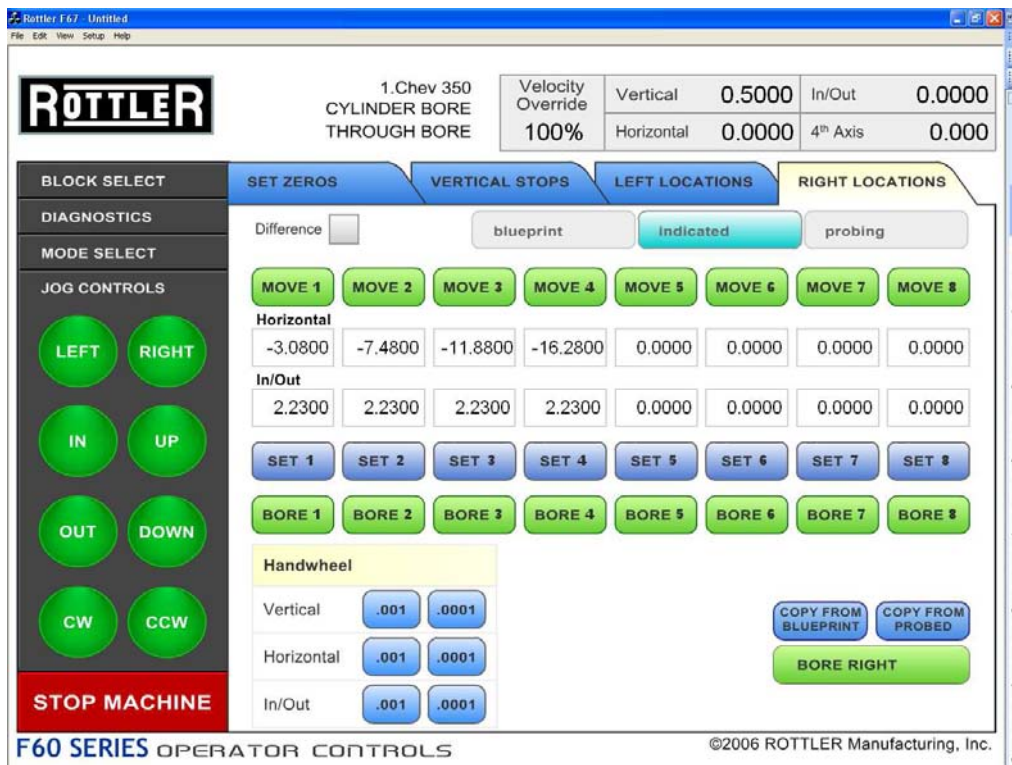 Rottler F67 - Untitled
File Edit View Setup Help
ROTTLER
1.Chev 350
CYLINDER BORE
THROUGH BORE
Velocity Override 100%
Vertical 0.5000 In/Out 0.0000
Horizontal 0.0000 4th Axis 0.000
BLOCK SELECT
DIAGNOSTICS
MODE SELECT
JOG CONTROLS
LEFT RIGHT
IN UP
OUT DOWN
CW CCW
STOP MACHINE
SET ZEROS VERTICAL STOPS LEFT LOCATIONS RIGHT LOCATIONS
Difference blueprint indicated probing
MOVE 1 MOVE 2 MOVE 3 MOVE 4 MOVE 5 MOVE 6 MOVE 7 MOVE 8
Horizontal
-3.0800 -7.4800 -11.8800 -16.2800 0.0000 0.0000 0.0000 0.0000
In/Out
2.2300 2.2300 2.2300 2.2300 0.0000 0.0000 0.0000 0.0000
SET 1 SET 2 SET 3 SET 4 SET 5 SET 6 SET 7 SET 8
BORE 1 BORE 2 BORE 3 BORE 4 BORE 5 BORE 6 BORE 7 BORE 8
Handwheel
Vertical .001 .0001
Horizontal .001 .0001
In/Out .001 .0001
COPY FROM BLUEPRINT COPY FROM PROBED
BORE RIGHT
F60 SERIES OPERATOR CONTROLS
©2006 ROTTLER Manufacturing, Inc.